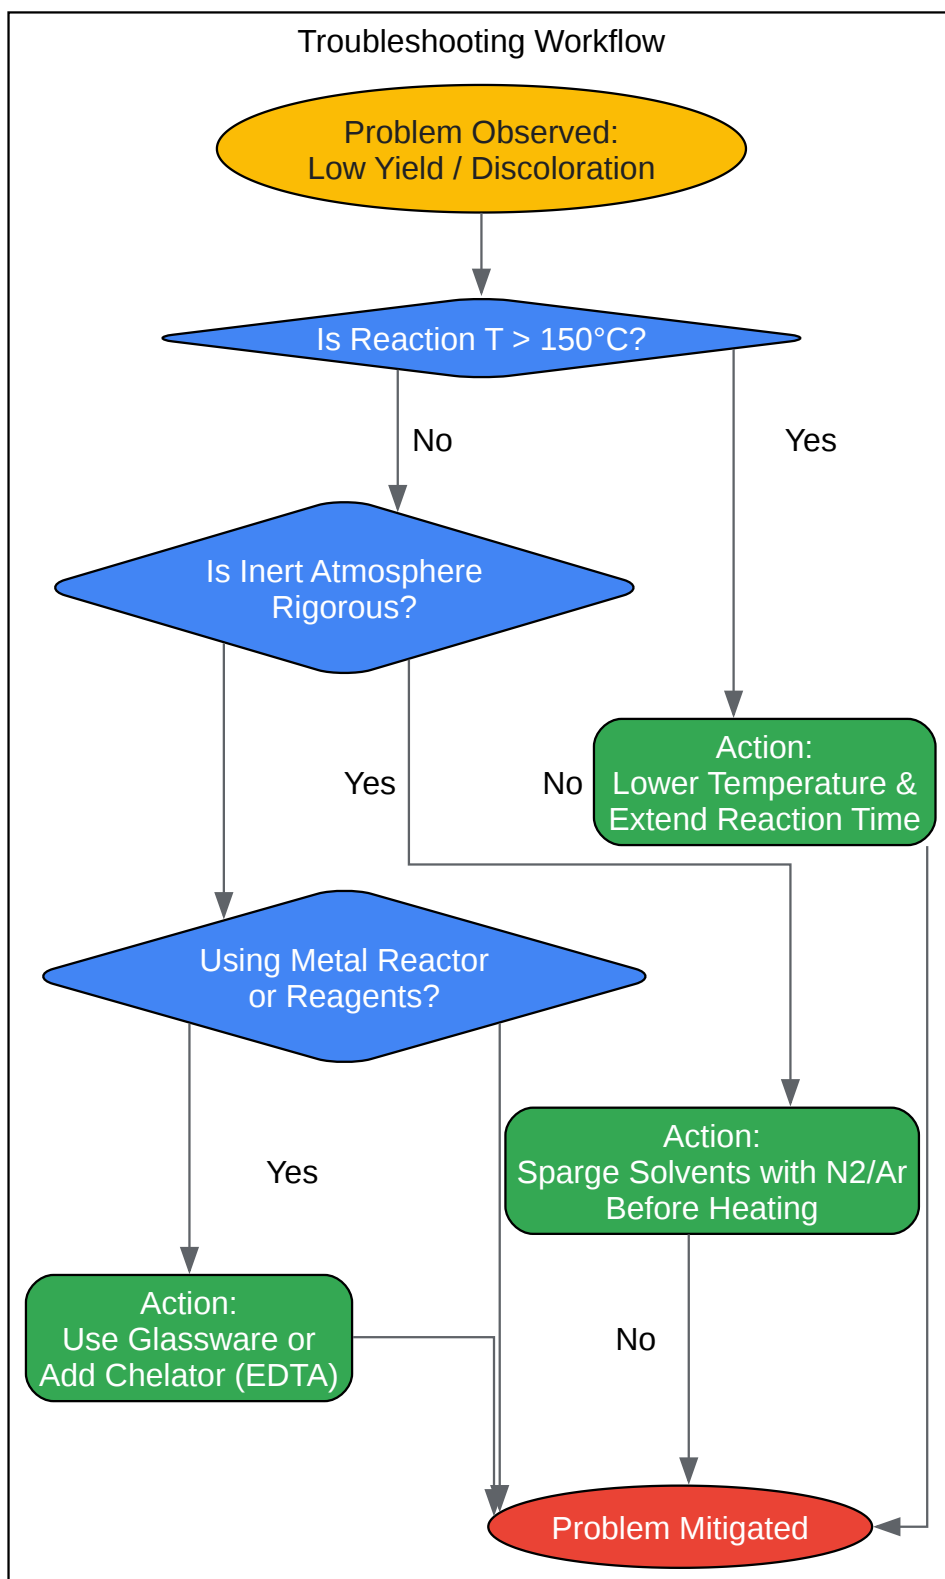 Troubleshooting Workflow
Problem Observed:
Low Yield / Discoloration
Is Reaction T > 150°C?
No
Yes
Is Inert Atmosphere
Rigorous?
Action:
Lower Temperature &
Extend Reaction Time
Yes
No
Using Metal Reactor
or Reagents?
Action:
Sparge Solvents with N2/Ar
Before Heating
Yes
Action:
Use Glassware or
Add Chelator (EDTA)
No
Problem Mitigated